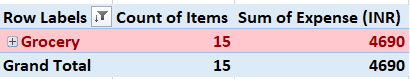 Row Labels Count of Items Sum of Expense (INR)
Grocery 15 4690
Grand Total 15 4690